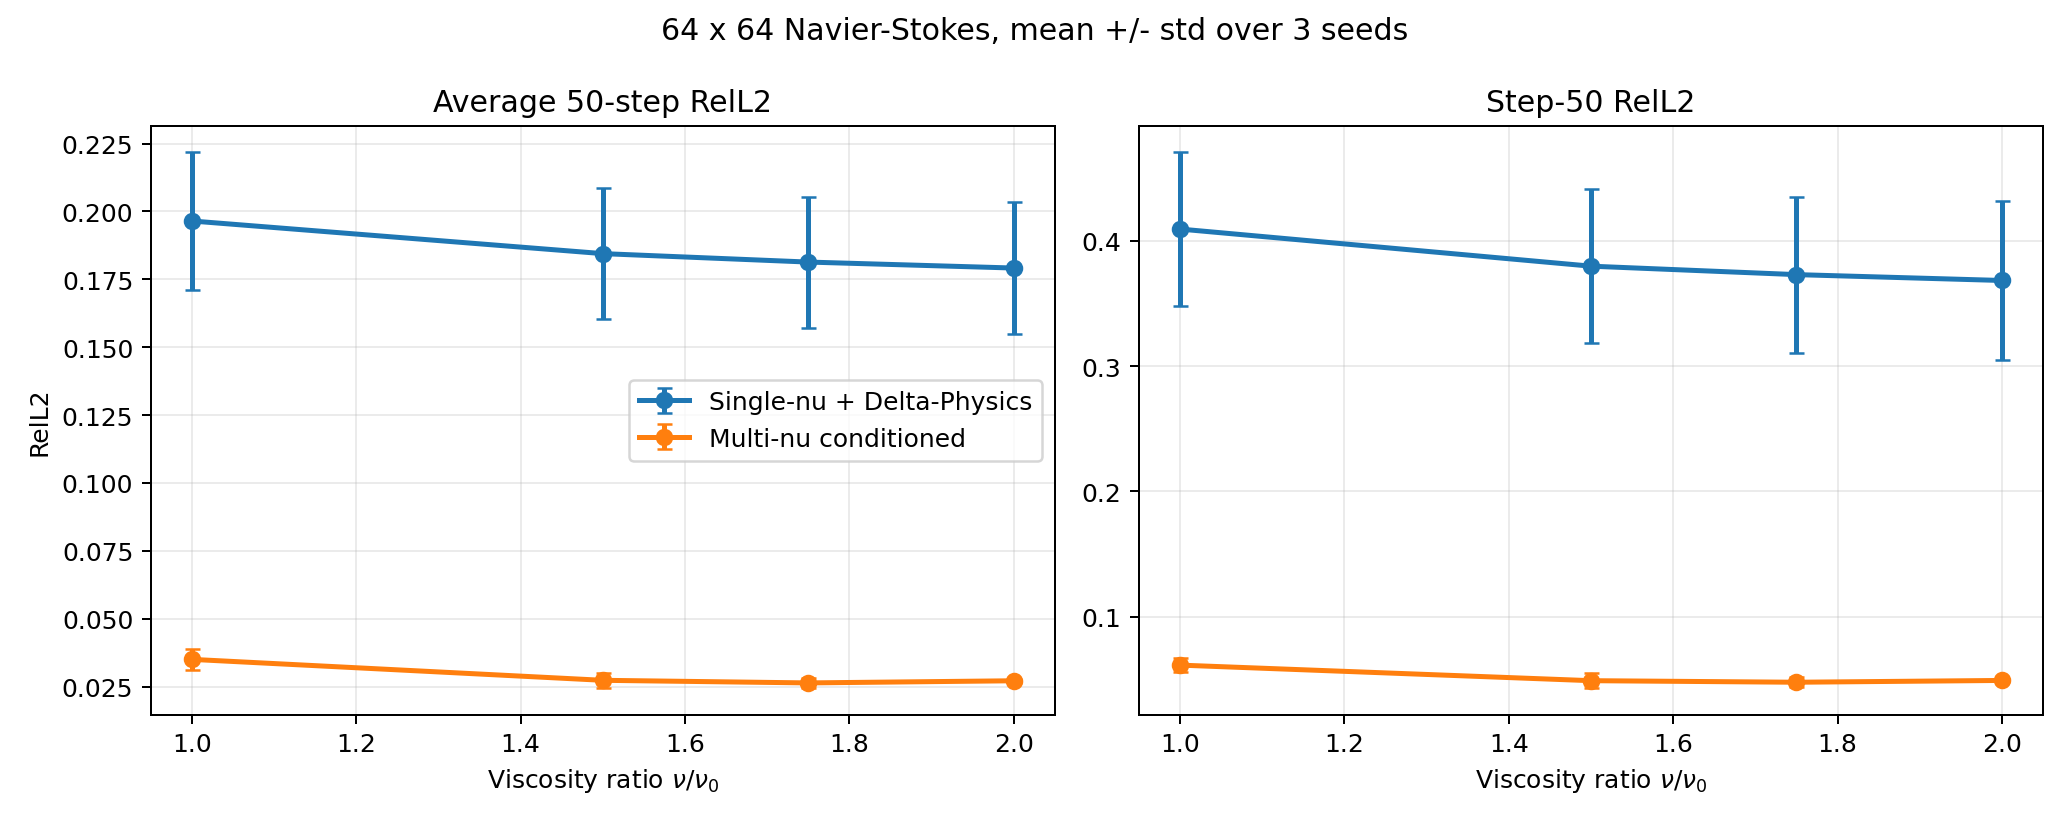 64 x 64 Navier-Stokes, mean +/- std over 3 seeds
Average 50-step RelL2
RelL2
0.225
0.200
0.175
0.150
0.125
0.100
0.075
0.050
0.025
Single-nu + Delta-Physics
Multi-nu conditioned
1.0 1.2 1.4 1.6 1.8 2.0
Viscosity ratio ν/ν₀
Step-50 RelL2
0.4
0.3
0.2
0.1
1.0 1.2 1.4 1.6 1.8 2.0
Viscosity ratio ν/ν₀